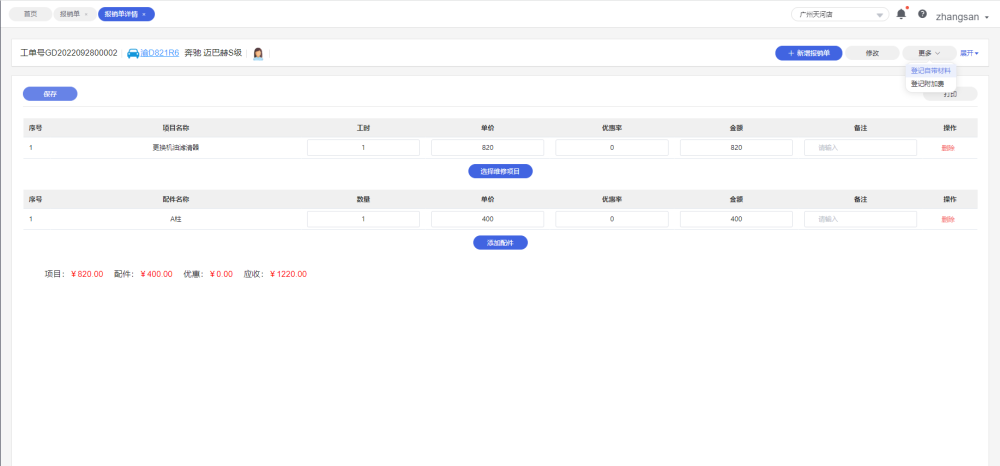 首页 报销单 × 报销单详情 × 广州天河店 zhangsan
工单号GD2022092800002 渝D821R6 奔驰 迈巴赫S级 + 新增报销单 修改 更多 展开
登记自带材料
登记附加费
保存 打印
序号 项目名称 工时 单价 优惠率 金额 备注 操作
1 更换机油滤清器 1 820 0 820 请输入 删除
选择维修项目
序号 配件名称 数量 单价 优惠率 金额 备注 操作
1 A柱 1 400 0 400 请输入 删除
添加配件
项目：￥820.00 配件：￥400.00 优惠：￥0.00 应收：￥1220.00